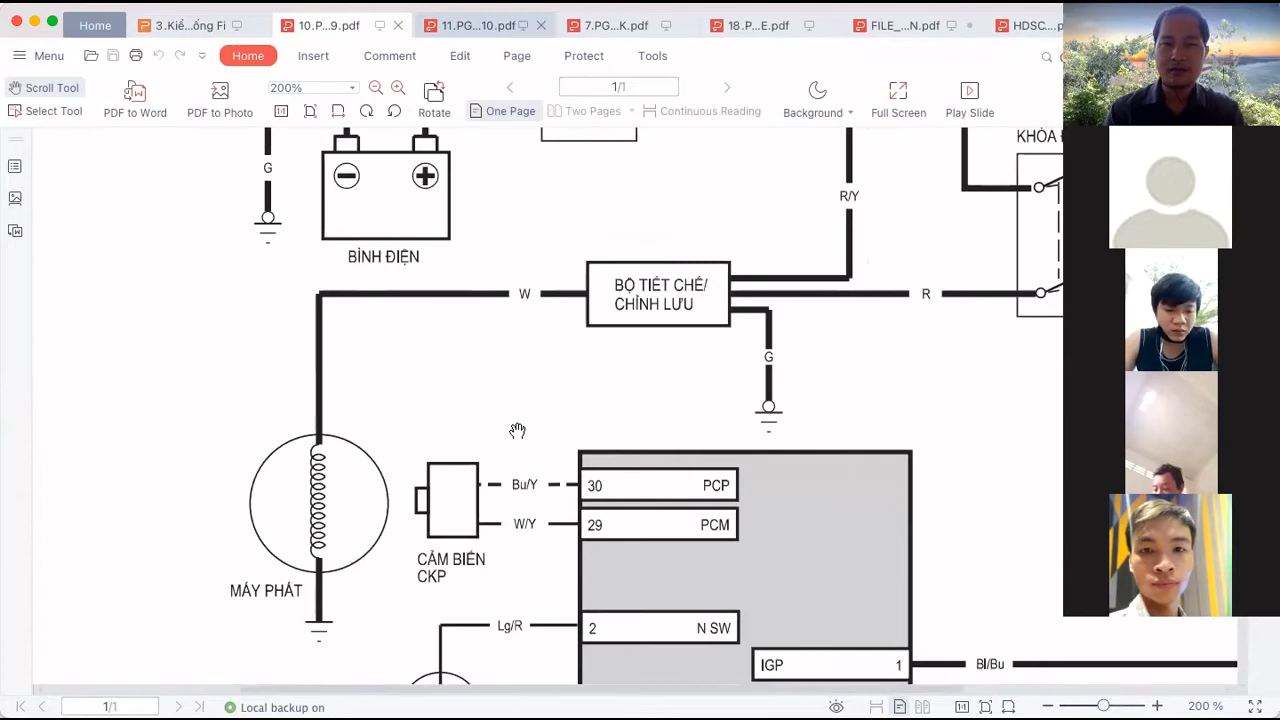 Home
3.Kiể...ống Fi
10.P...9.pdf
11.PG...10.pdf
7.PG...K.pdf
18.P...E.pdf
FILE_...N.pdf
HDSC....p
Menu
Home
Insert
Comment
Edit
Page
Protect
Tools
Scroll Tool
Select Tool
PDF to Word
PDF to Photo
200%
Rotate
1/1
One Page
Two Pages
Continuous Reading
Background
Full Screen
Play Slide
G
BÌNH ĐIỆN
R/Y
KHÓA
W
BỘ TIẾT CHẾ/
CHỈNH LƯU
R
G
MÁY PHÁT
CẢM BIẾN
CKP
Bu/Y
30 PCP
W/Y
29 PCM
Lg/R
2 N SW
IGP 1
Bl/Bu
1/1
Local backup on
200 %